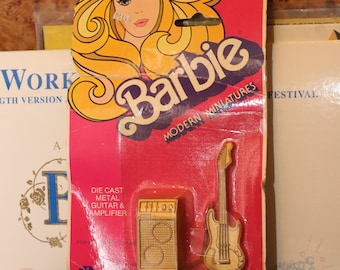 WORK
GTH VERSION
FESTIVAL
Barbie
MODERN MINIATURES
A
DIE CAST
METAL
GUITAR &
AMPLIFIER